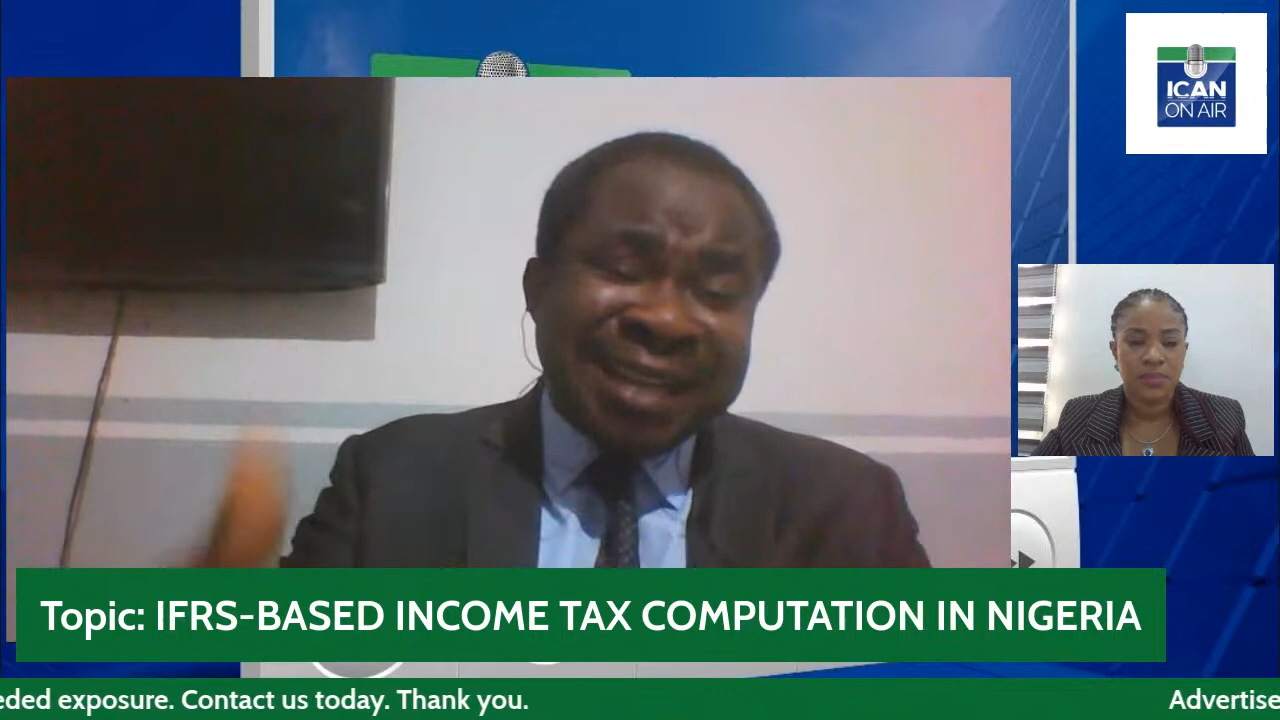 ICAN
ON AIR
Topic: IFRS-BASED INCOME TAX COMPUTATION IN NIGERIA
eded exposure. Contact us today. Thank you.
Advertise